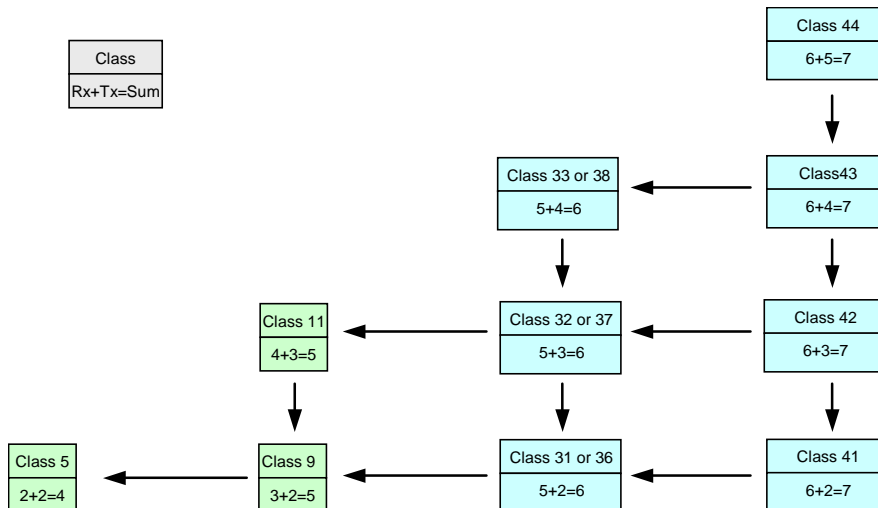 Class 44
6+5=7
Class
Rx+Tx=Sum
Class 33 or 38
5+4=6
Class43
6+4=7
Class 11
4+3=5
Class 32 or 37
5+3=6
Class 42
6+3=7
Class 5
2+2=4
Class 9
3+2=5
Class 31 or 36
5+2=6
Class 41
6+2=7